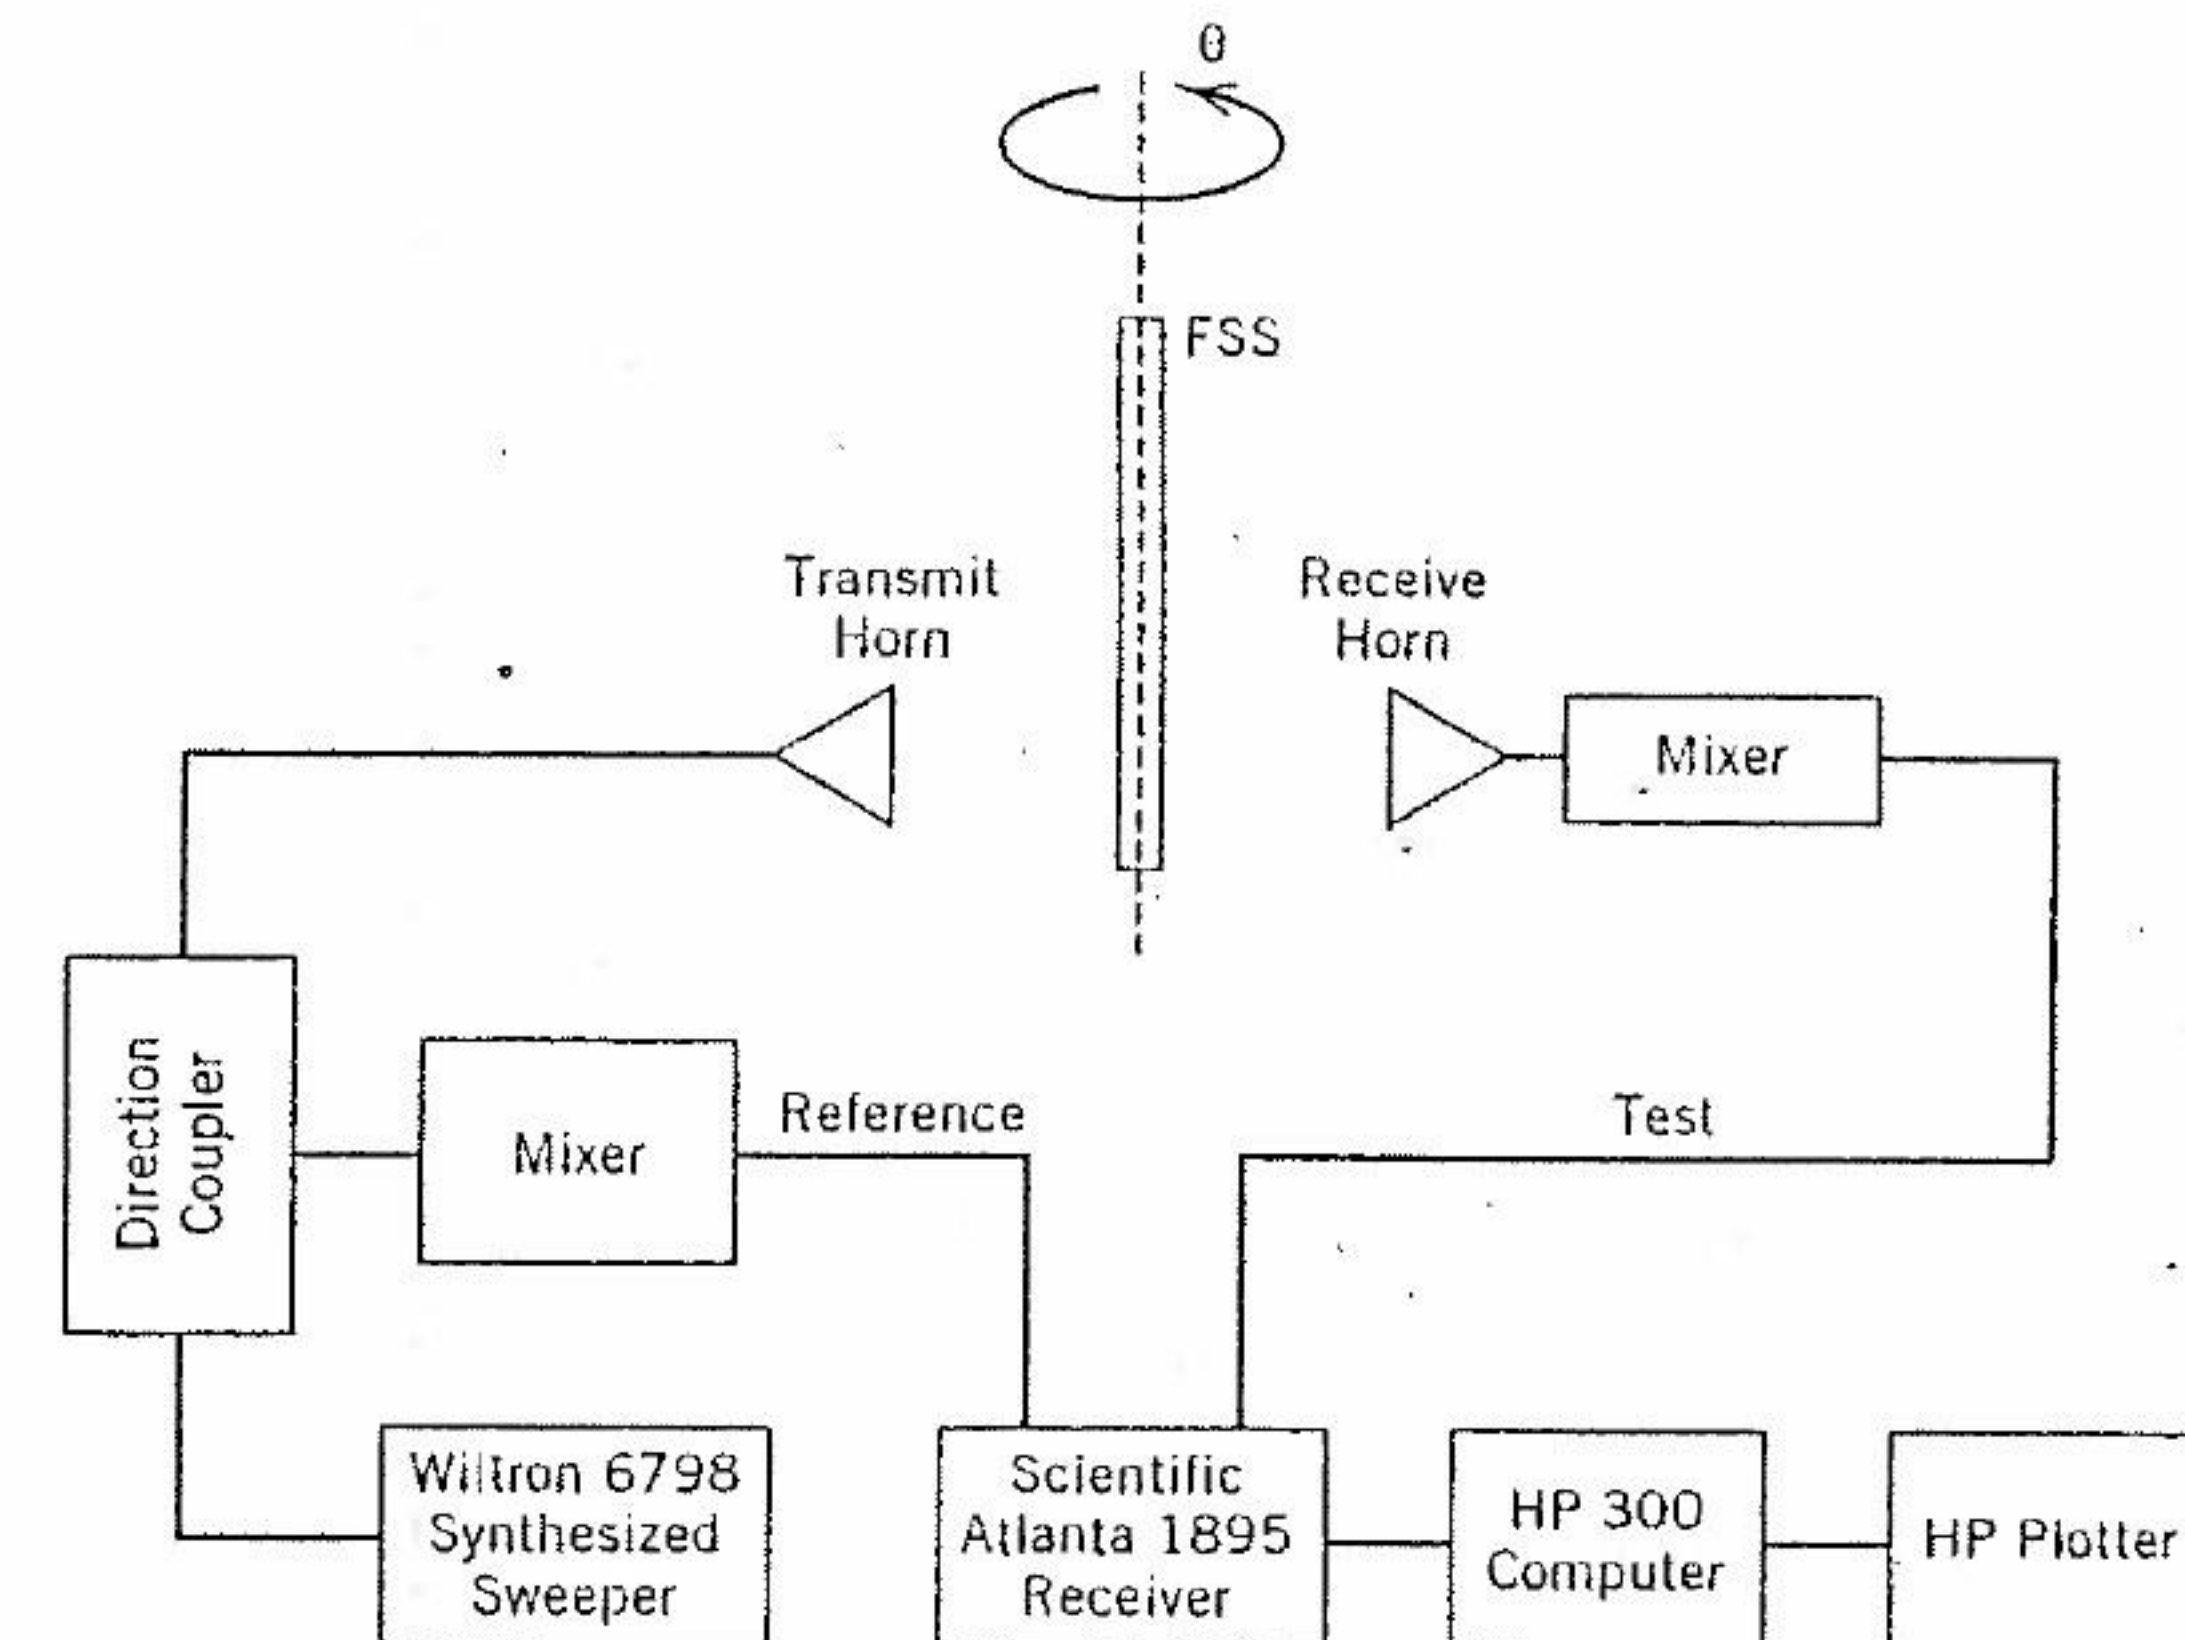 θ
FSS
Transmit
Horn
Receive
Horn
Mixer
Direction
Coupler
Mixer
Reference
Test
Wiltron 6798
Synthesized
Sweeper
Scientific
Atlanta 1895
Receiver
HP 300
Computer
HP Plotter